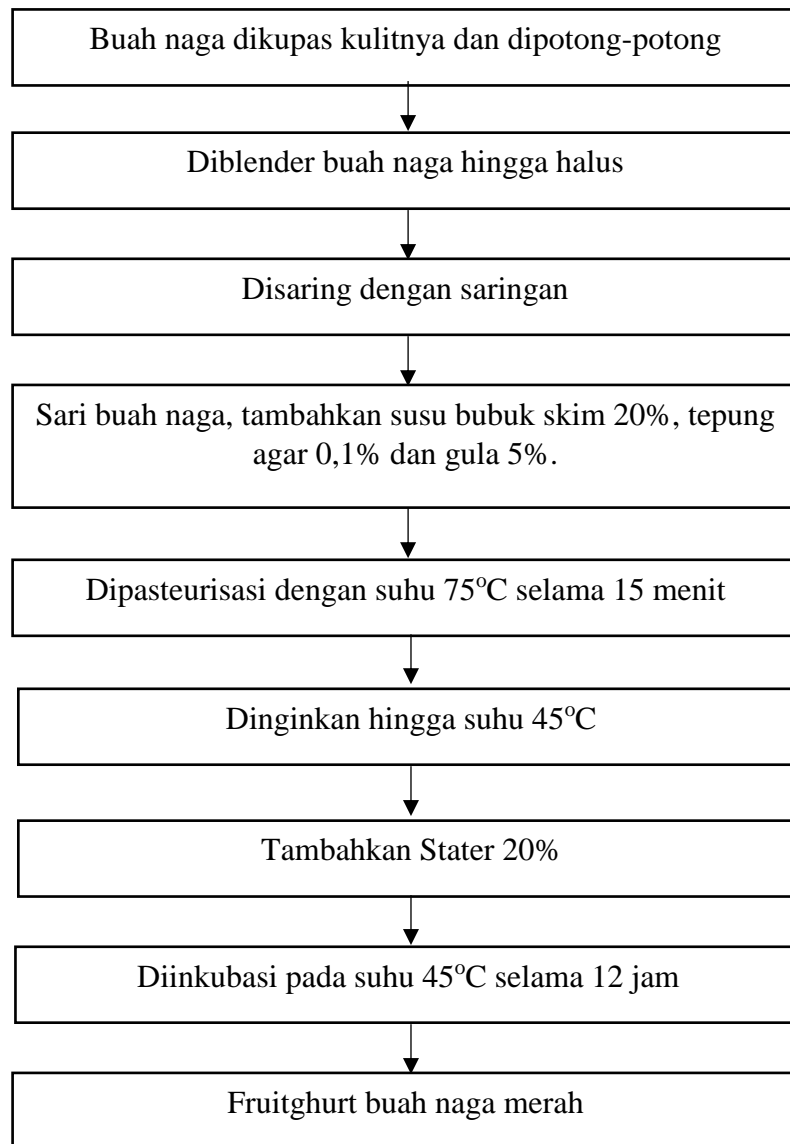 Buah naga dikupas kulitnya dan dipotong-potong
Diblender buah naga hingga halus
Disaring dengan saringan
Sari buah naga, tambahkan susu bubuk skim 20%, tepung
agar 0,1% dan gula 5%.
Dipasteurisasi dengan suhu 75°C selama 15 menit
Dinginkan hingga suhu 45°C
Tambahkan Stater 20%
Diinkubasi pada suhu 45°C selama 12 jam
Fruitghurt buah naga merah